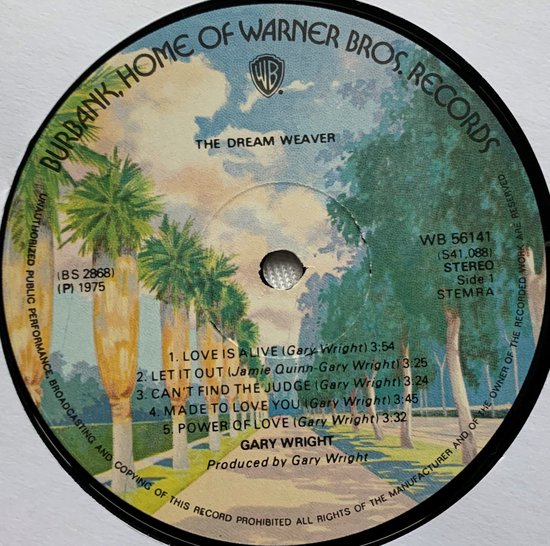 BURBANK, HOME OF WARNER BROS. RECORDS
WB
THE DREAM WEAVER
WB 56141
(S41,088)
STEREO
Side 1
STEMRA
(BS 2868)
(P) 1975
1. LOVE IS ALIVE (Gary Wright) 3:54
2. LET IT OUT (Jamie Quinn-Gary Wright) 3:25
3. CAN'T FIND THE JUDGE (Gary Wright) 3:24
4. MADE TO LOVE YOU (Gary Wright) 3:45
5. POWER OF LOVE (Gary Wright) 3.32
GARY WRIGHT
Produced by Gary Wright
UNAUTHORIZED PUBLIC PERFORMANCE BROADCASTING AND COPYING OF THIS RECORD PROHIBITED ALL RIGHTS OF THE MANUFACTURER AND OF THE OWNER OF THE RECORDED WORK ARE RESERVED